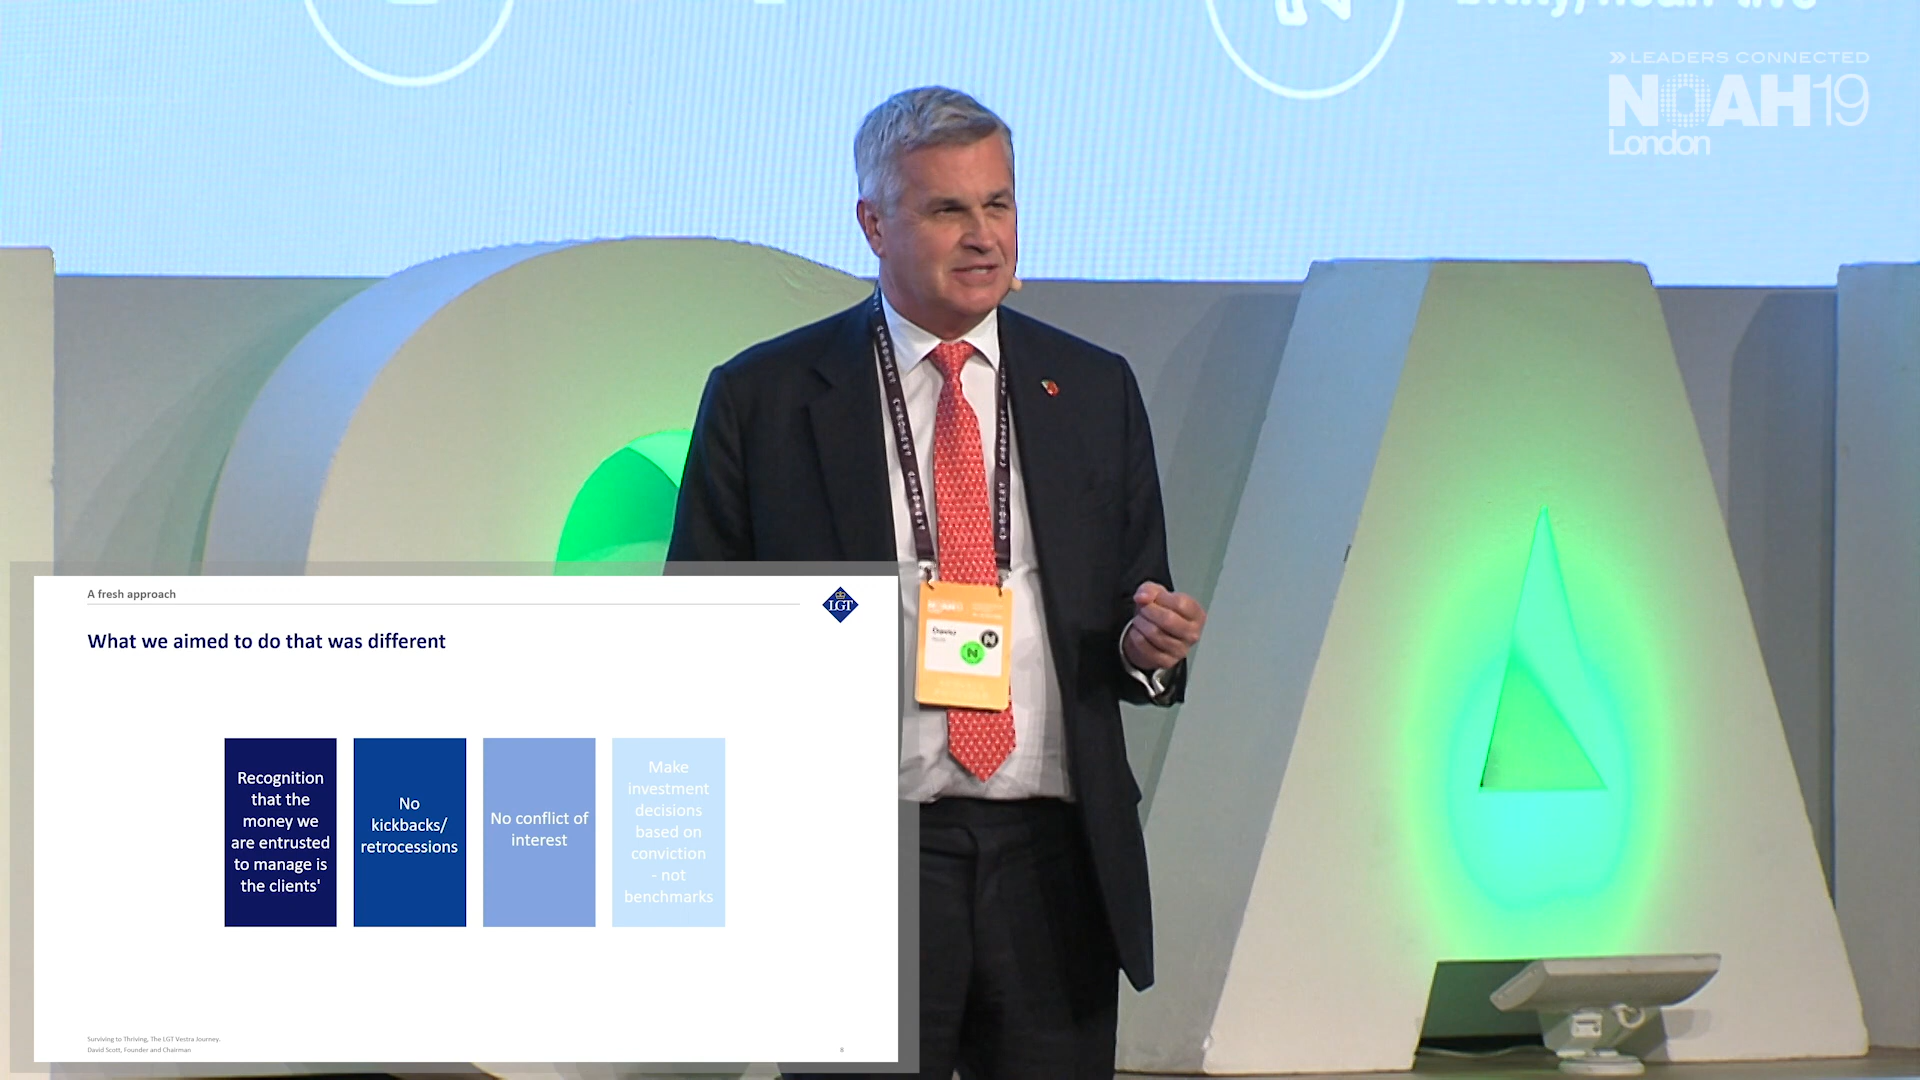 LEADERS CONNECTED
NOAH19
London
A fresh approach
LGT
What we aimed to do that was different
Recognition
that the
money we
are entrusted
to manage is
the clients'
No
kickbacks/
retrocessions
No conflict of
interest
Make
investment
decisions
based on
conviction
- not
benchmarks
Surviving to Thriving, The LGT Vestra Journey.
David Scott, Founder and Chairman
8